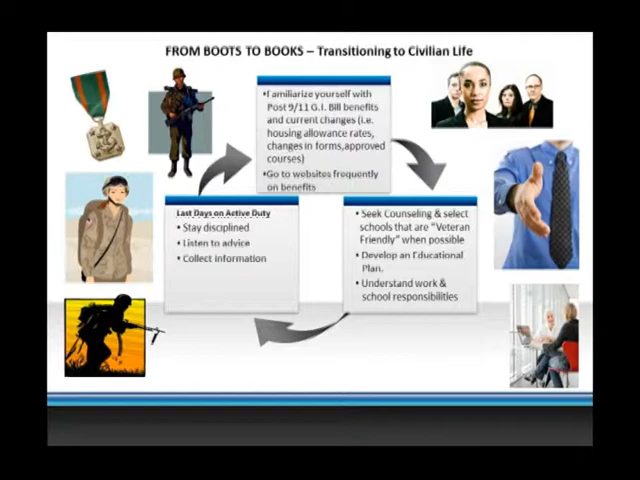 FROM BOOTS TO BOOKS – Transitioning to Civilian Life
•Familiarize yourself with
Post 9/11 G.I. Bill benefits
and current changes (i.e.
housing allowance rates,
changes in forms,approved
courses)
•Go to websites frequently
on benefits
Last Days on Active Duty
• Stay disciplined
• Listen to advice
• Collect information
• Seek Counseling & select
schools that are "Veteran
Friendly" when possible
• Develop an Educational
Plan.
• Understand work &
school responsibilities